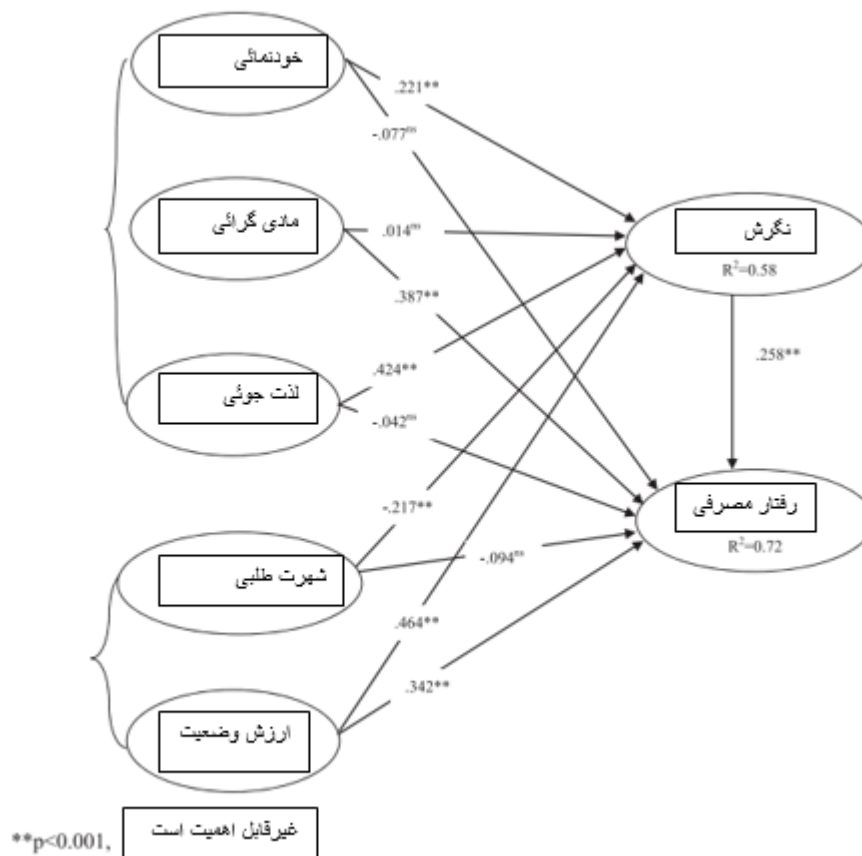 خودنمائی
.221**
-.077ns
مادی گرائی
.014ns
نگرش
R²=0.58
.387**
.258**
لذت جوئی
.424**
-.042ns
-.217**
رفتار مصرفی
R²=0.72
-.094ns
شهرت طلبی
.464**
.342**
ارزش وضعیت
**p<0.001, غیرقابل اهمیت است